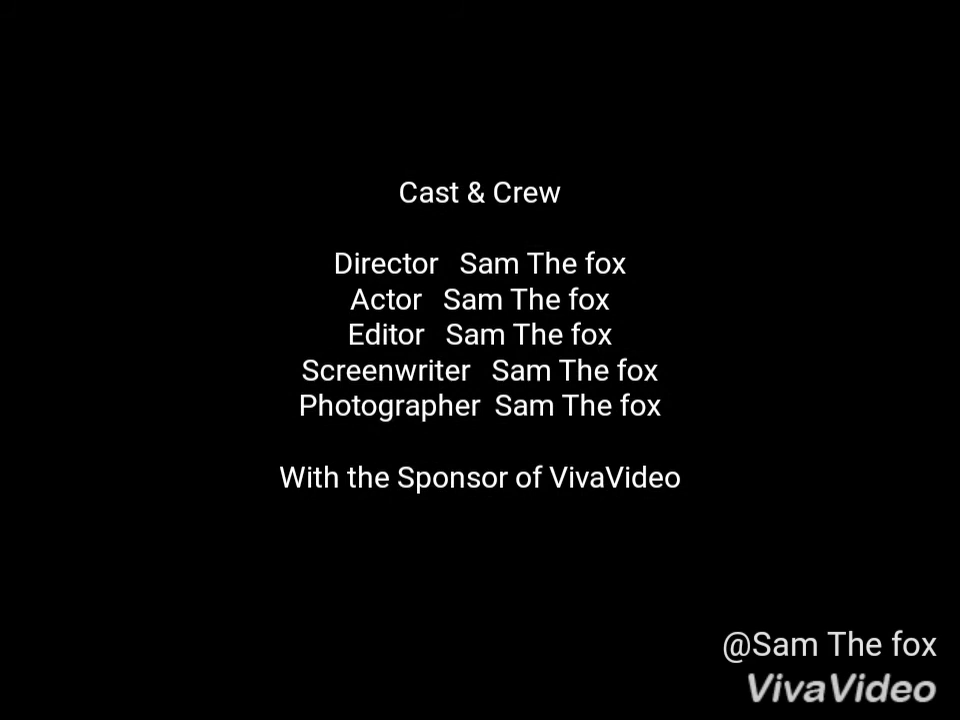 Cast & Crew
Director Sam The fox
Actor Sam The fox
Editor Sam The fox
Screenwriter Sam The fox
Photographer Sam The fox
With the Sponsor of VivaVideo
@Sam The fox
VivaVideo